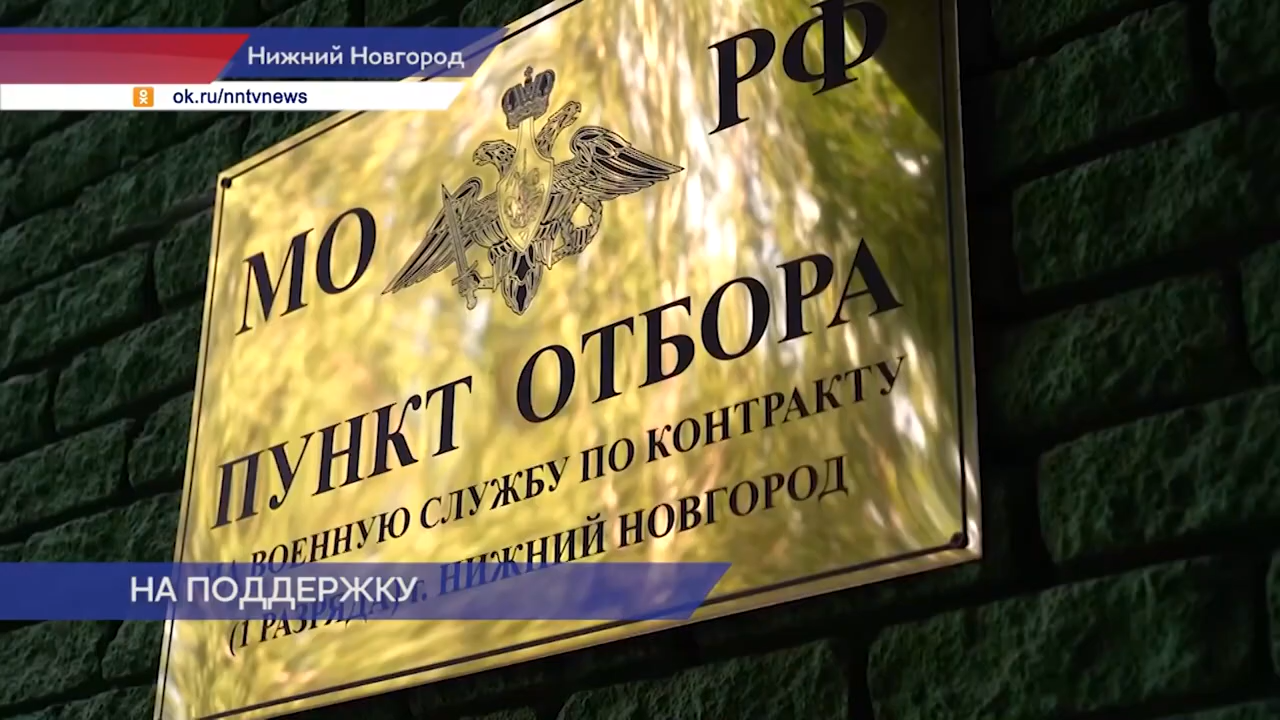 Нижний Новгород
ok.ru/nntvnews
МО РФ
ПУНКТ ОТБОРА
НА ВОЕННУЮ СЛУЖБУ ПО КОНТРАКТУ
(1 РАЗРЯДА) г. НИЖНИЙ НОВГОРОД
НА ПОДДЕРЖКУ